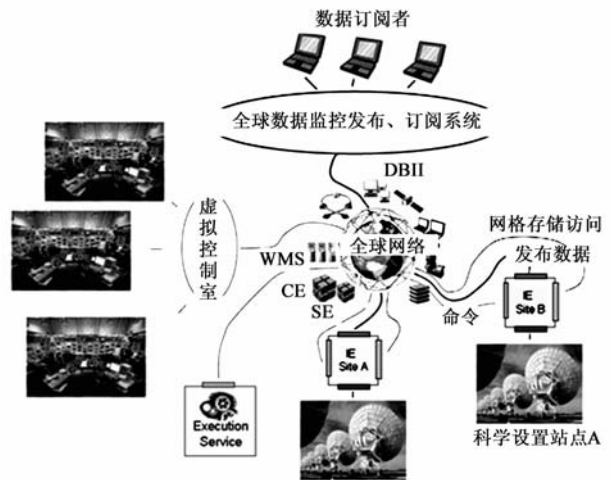 数据订阅者
全球数据监控发布、订阅系统
DBII
虚拟控制室
全球网络
WMS
CE
SE
网格存储访问
发布数据
命令
IE
Site B
IE
Site A
Execution
Service
科学设置站点A